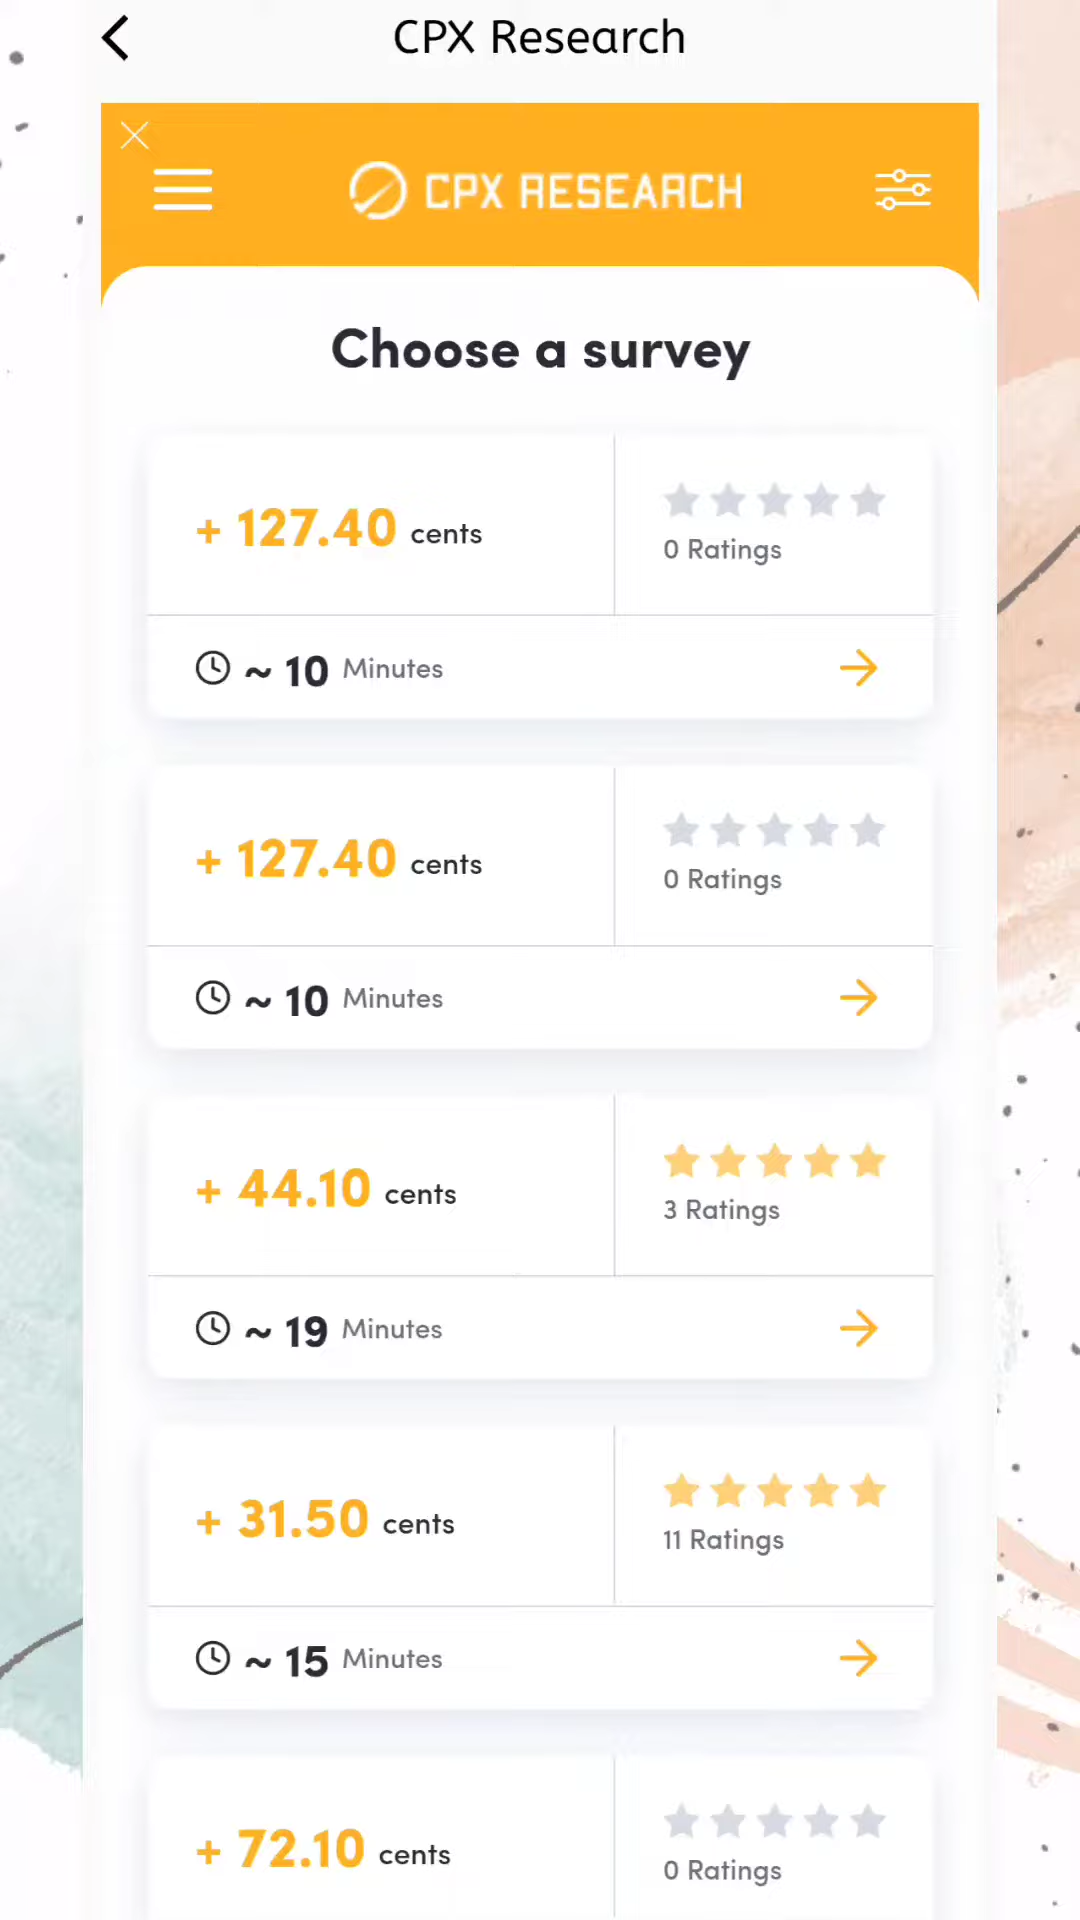 CPX Research
CPX RESEARCH
Choose a survey
+ 127.40 cents
0 Ratings
~ 10 Minutes
+ 127.40 cents
0 Ratings
~ 10 Minutes
+ 44.10 cents
3 Ratings
~ 19 Minutes
+ 31.50 cents
11 Ratings
~ 15 Minutes
+ 72.10 cents
0 Ratings